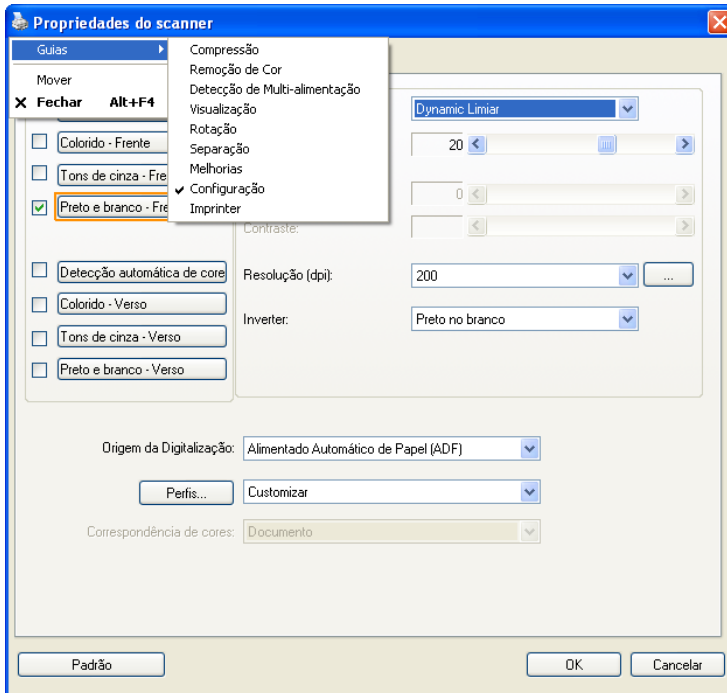 Propriedades do scanner
Guias
Mover
Fechar Alt+F4
Compressão
Remoção de Cor
Detecção de Multi-alimentação
Visualização
Rotação
Separação
Melhorias
Configuração
Imprinter
Dynamic Limiar
Colorido - Frente
20
Tons de cinza - Fre
0
Preto e branco - Fre
Contraste:
Detecção automática de core
Resolução (dpi):
200
...
Colorido - Verso
Inverter:
Preto no branco
Tons de cinza - Verso
Preto e branco - Verso
Origem da Digitalização:
Alimentado Automático de Papel (ADF)
Perfis...
Customizar
Correspondência de cores:
Documento
Padrão
OK
Cancelar